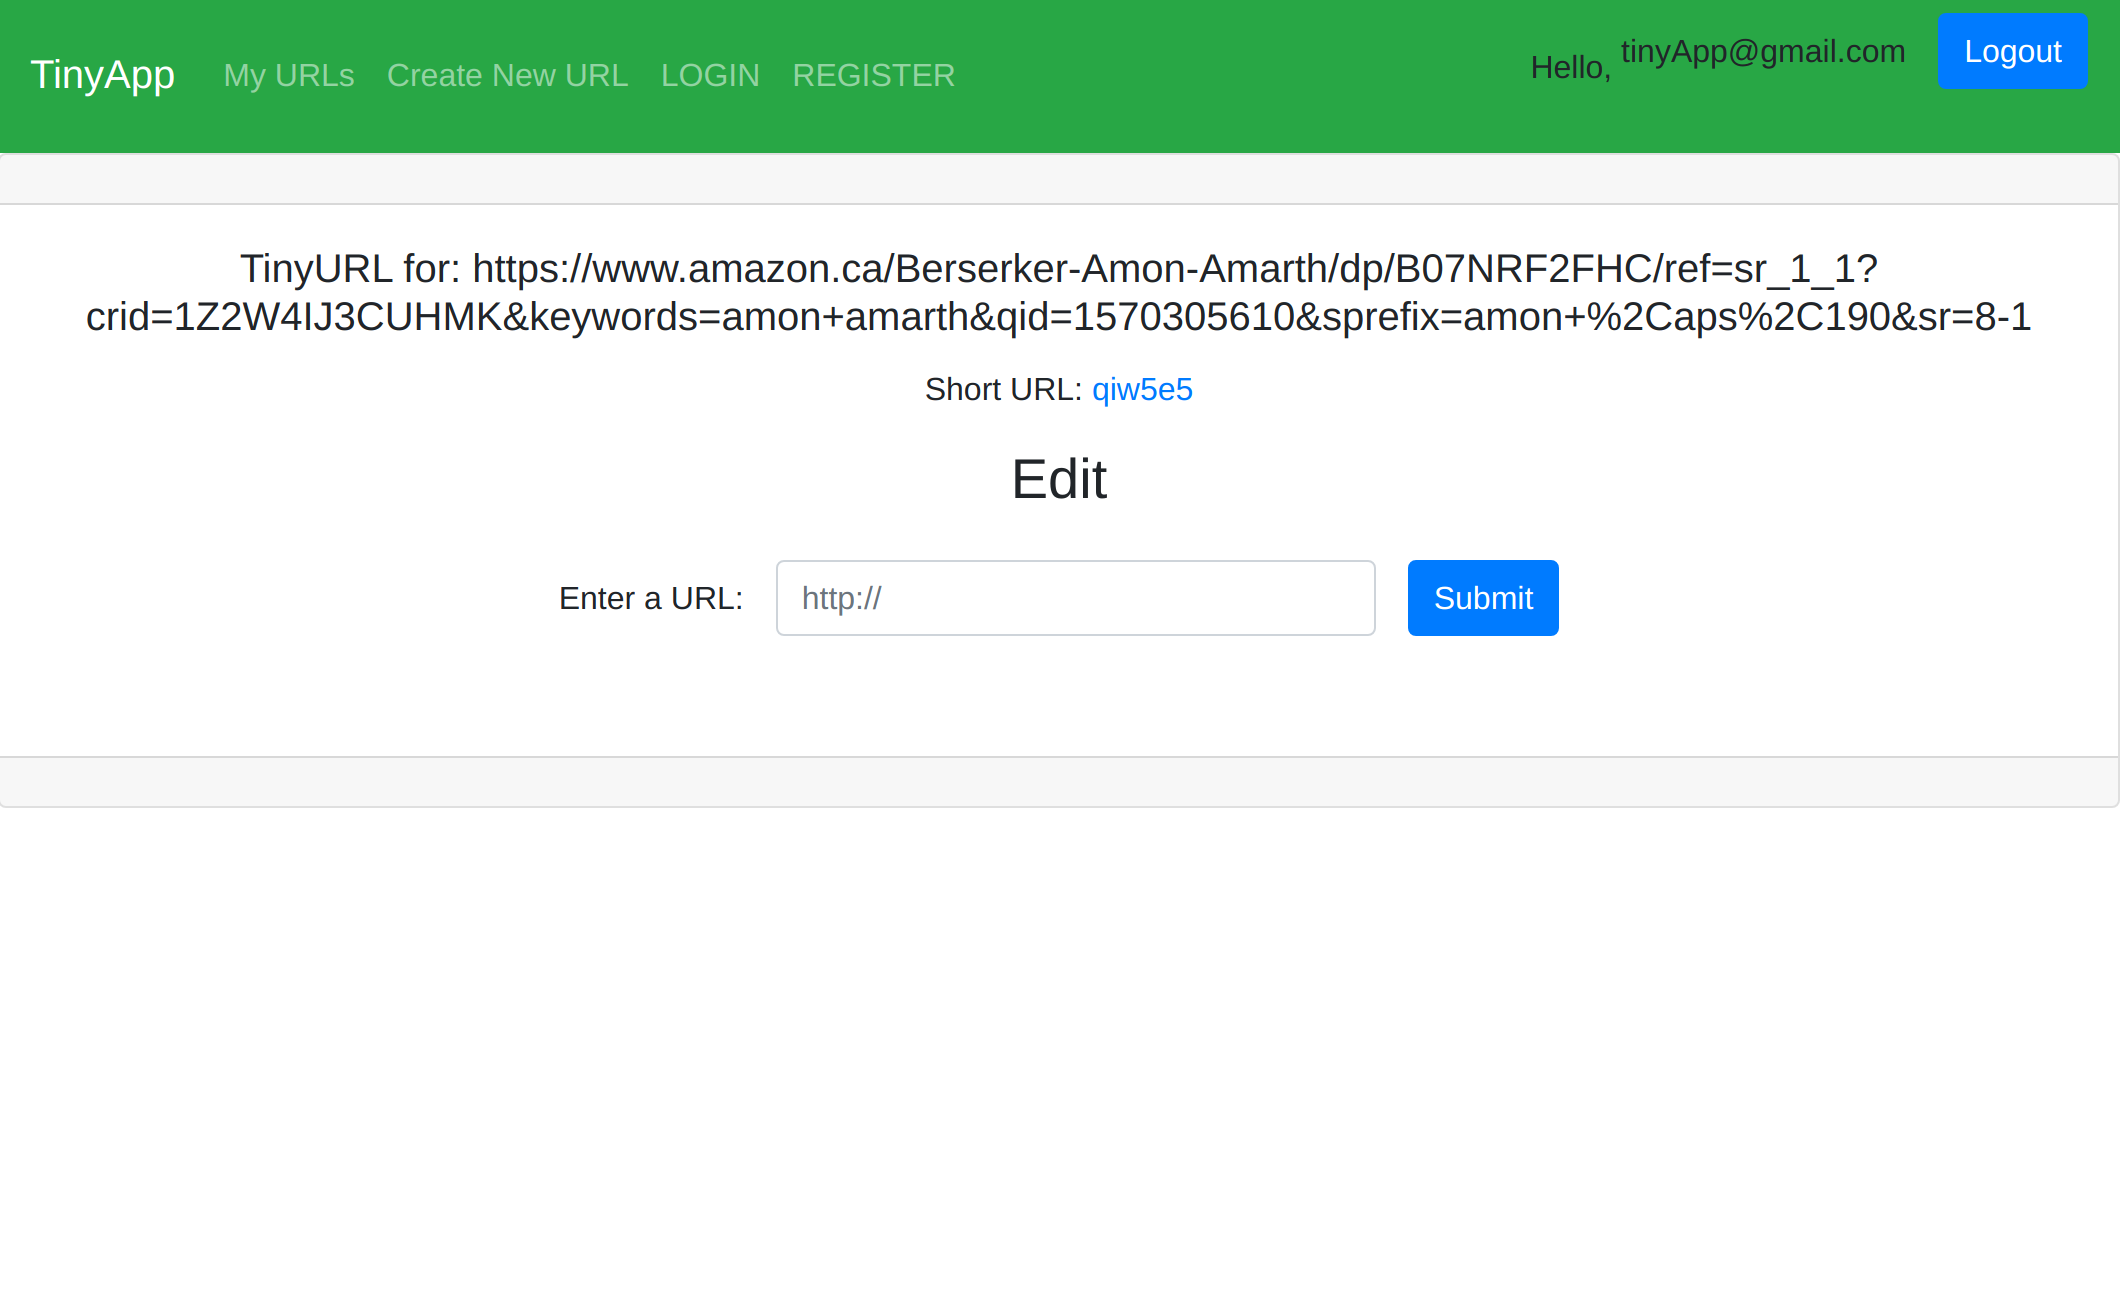 TinyApp My URLs Create New URL LOGIN REGISTER Hello, tinyApp@gmail.com Logout
TinyURL for: https://www.amazon.ca/Berserker-Amon-Amarth/dp/B07NRF2FHC/ref=sr_1_1?
crid=1Z2W4IJ3CUHMK&keywords=amon+amarth&qid=1570305610&sprefix=amon+%2Caps%2C190&sr=8-1
Short URL: qiw5e5
Edit
Enter a URL: http:// Submit